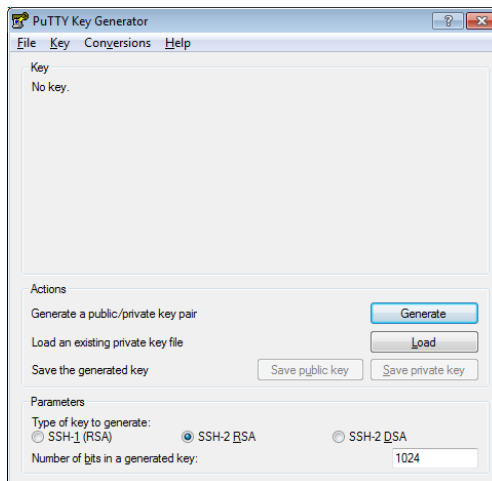 PuTTY Key Generator
File Key Conversions Help
Key
No key.
Actions
Generate a public/private key pair Generate
Load an existing private key file Load
Save the generated key Save public key Save private key
Parameters
Type of key to generate:
SSH-1 (RSA) SSH-2 RSA SSH-2 DSA
Number of bits in a generated key: 1024